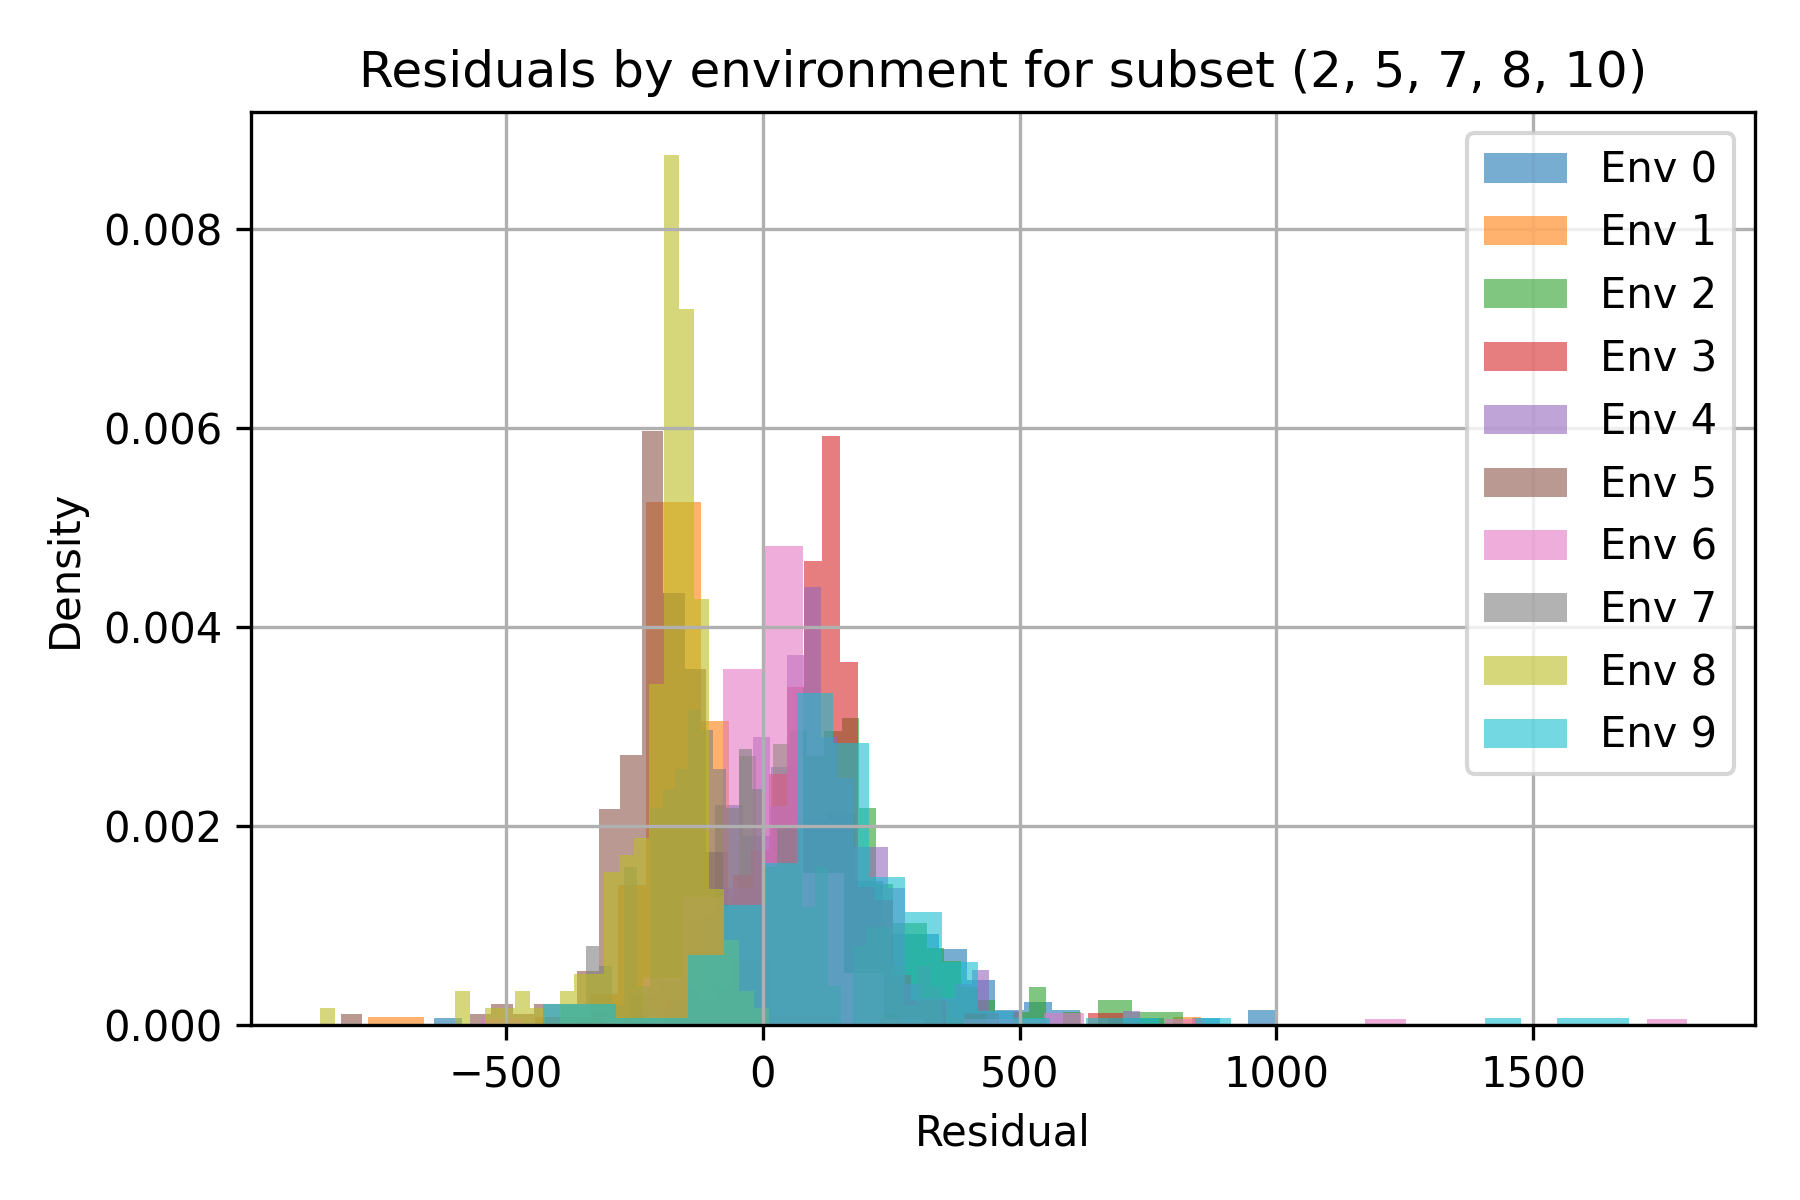 Residuals by environment for subset (2, 5, 7, 8, 10)
Density
0.008
0.006
0.004
0.002
0.000
−500
0
500
1000
1500
Residual
Env 0
Env 1
Env 2
Env 3
Env 4
Env 5
Env 6
Env 7
Env 8
Env 9